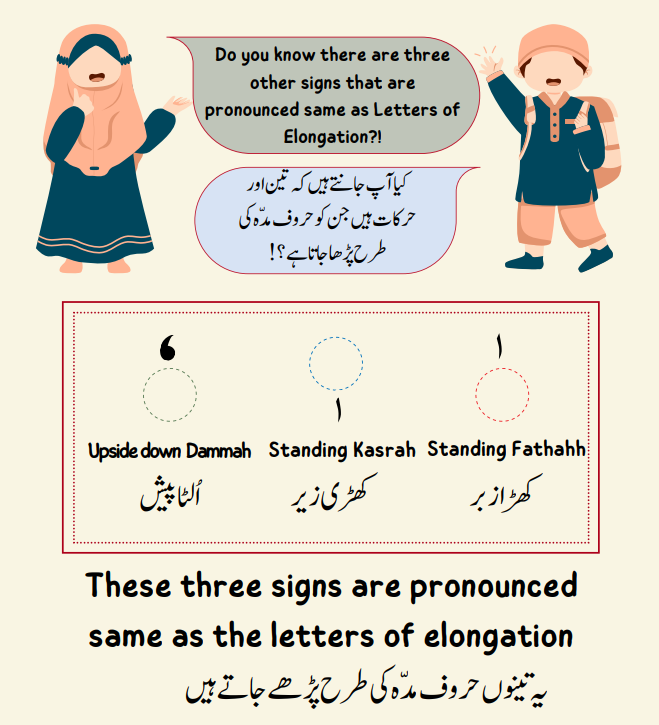 Do you know there are three
other signs that are
pronounced same as Letters of
Elongation?!
کیا آپ جانتے ہیں کہ تین اور
حرکات ہیں جن کو حروف مدّہ کی
طرح پڑھا جاتا ہے؟!
Upside down Dammah Standing Kasrah Standing Fathahh
اُلٹا پیش کھڑی زیر کھڑا زبر
These three signs are pronounced
same as the letters of elongation
یہ تینوں حروف مدّہ کی طرح پڑھے جاتے ہیں